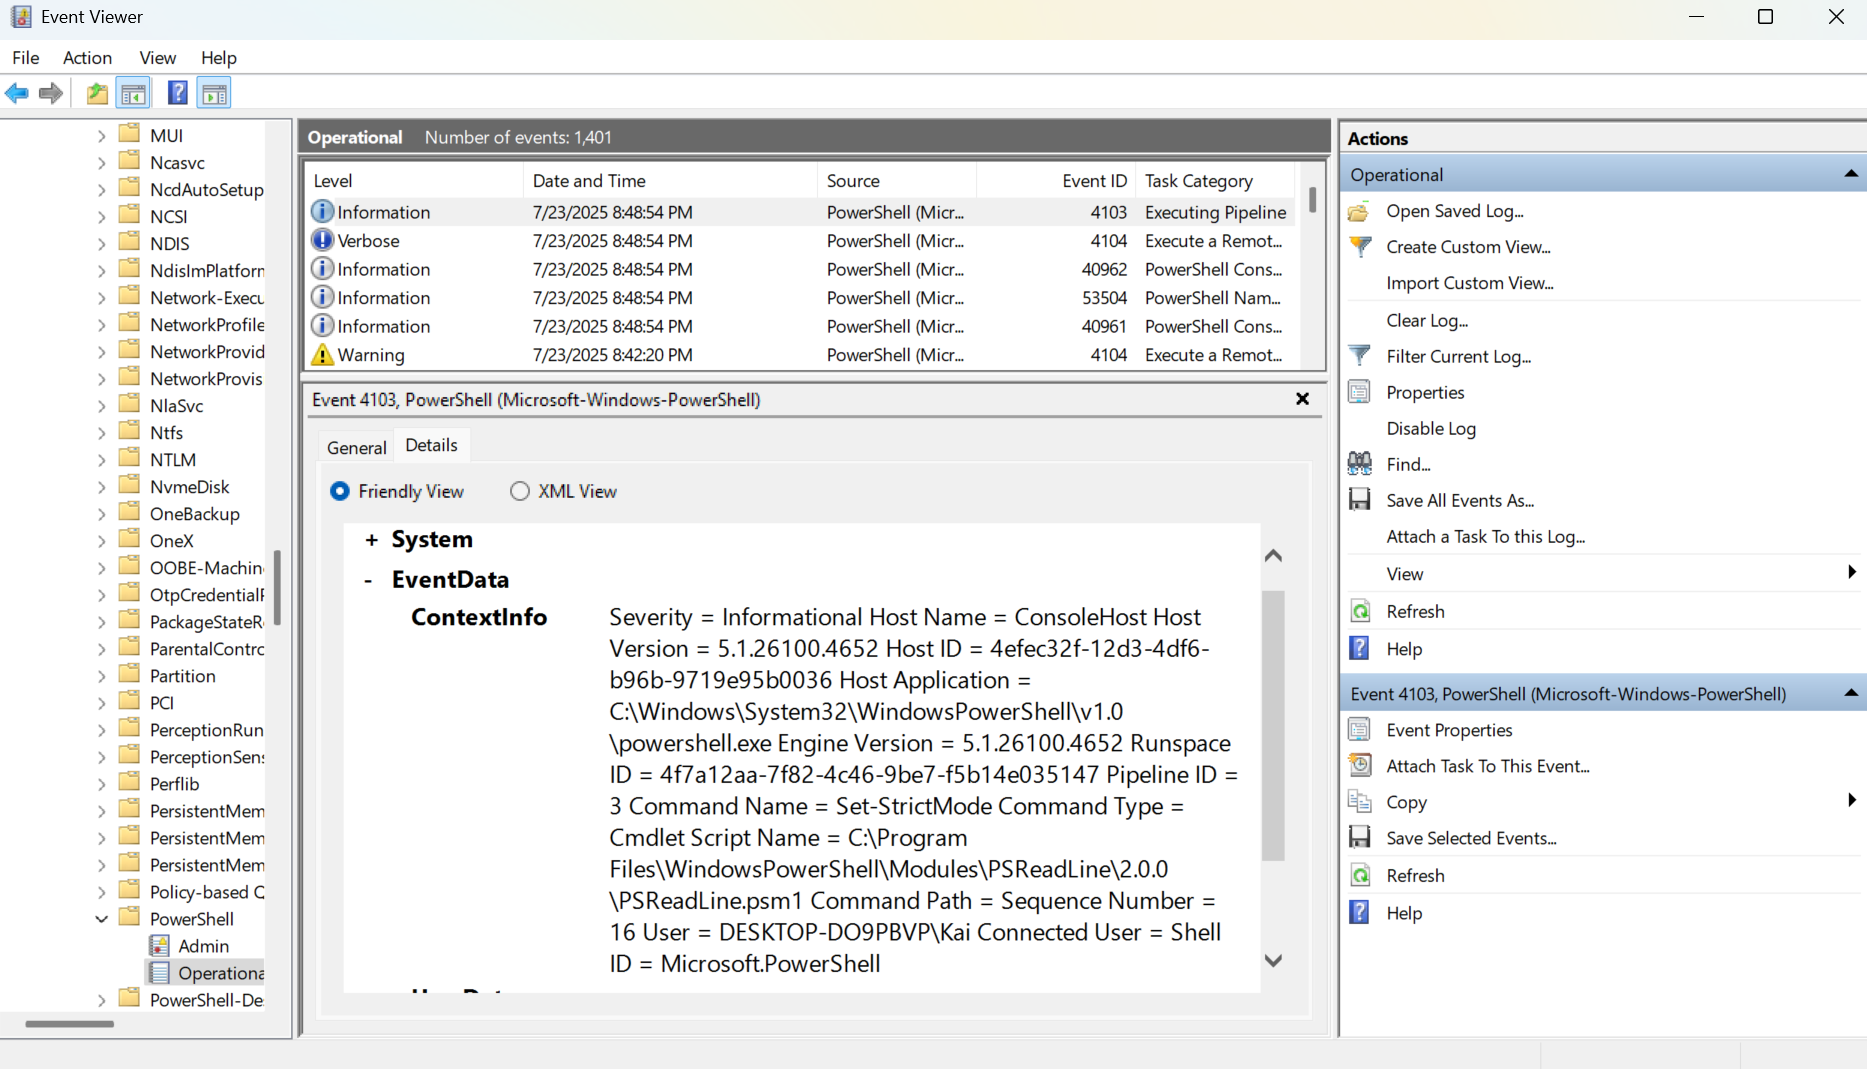 Event Viewer
File Action View Help
MUI
Ncasvc
NcdAutoSetup
NCSI
NDIS
NdisImPlatforn
Network-Execu
NetworkProfile
NetworkProvid
NetworkProvis
NlaSvc
Ntfs
NTLM
NvmeDisk
OneBackup
OneX
OOBE-Machin
OtpCredentialP
PackageStateR
ParentalContro
Partition
PCI
PerceptionRun
PerceptionSens
Perflib
PersistentMem
PersistentMem
PersistentMem
Policy-based Q
PowerShell
Admin
Operationa
PowerShell-De
Operational Number of events: 1,401
Level Date and Time Source Event ID Task Category
Information 7/23/2025 8:48:54 PM PowerShell (Micr... 4103 Executing Pipeline
Verbose 7/23/2025 8:48:54 PM PowerShell (Micr... 4104 Execute a Remot...
Information 7/23/2025 8:48:54 PM PowerShell (Micr... 40962 PowerShell Cons...
Information 7/23/2025 8:48:54 PM PowerShell (Micr... 53504 PowerShell Nam...
Information 7/23/2025 8:48:54 PM PowerShell (Micr... 40961 PowerShell Cons...
Warning 7/23/2025 8:42:20 PM PowerShell (Micr... 4104 Execute a Remot...
Event 4103, PowerShell (Microsoft-Windows-PowerShell)
General Details
Friendly View XML View
+ System
- EventData
ContextInfo Severity = Informational Host Name = ConsoleHost Host
Version = 5.1.26100.4652 Host ID = 4efec32f-12d3-4df6-
b96b-9719e95b0036 Host Application =
C:\Windows\System32\WindowsPowerShell\v1.0
\powershell.exe Engine Version = 5.1.26100.4652 Runspace
ID = 4f7a12aa-7f82-4c46-9be7-f5b14e035147 Pipeline ID =
3 Command Name = Set-StrictMode Command Type =
Cmdlet Script Name = C:\Program
Files\WindowsPowerShell\Modules\PSReadLine\2.0.0
\PSReadLine.psm1 Command Path = Sequence Number =
16 User = DESKTOP-DO9PBVP\Kai Connected User = Shell
ID = Microsoft.PowerShell
Actions
Operational
Open Saved Log...
Create Custom View...
Import Custom View...
Clear Log...
Filter Current Log...
Properties
Disable Log
Find...
Save All Events As...
Attach a Task To this Log...
View
Refresh
Help
Event 4103, PowerShell (Microsoft-Windows-PowerShell)
Event Properties
Attach Task To This Event...
Copy
Save Selected Events...
Refresh
Help